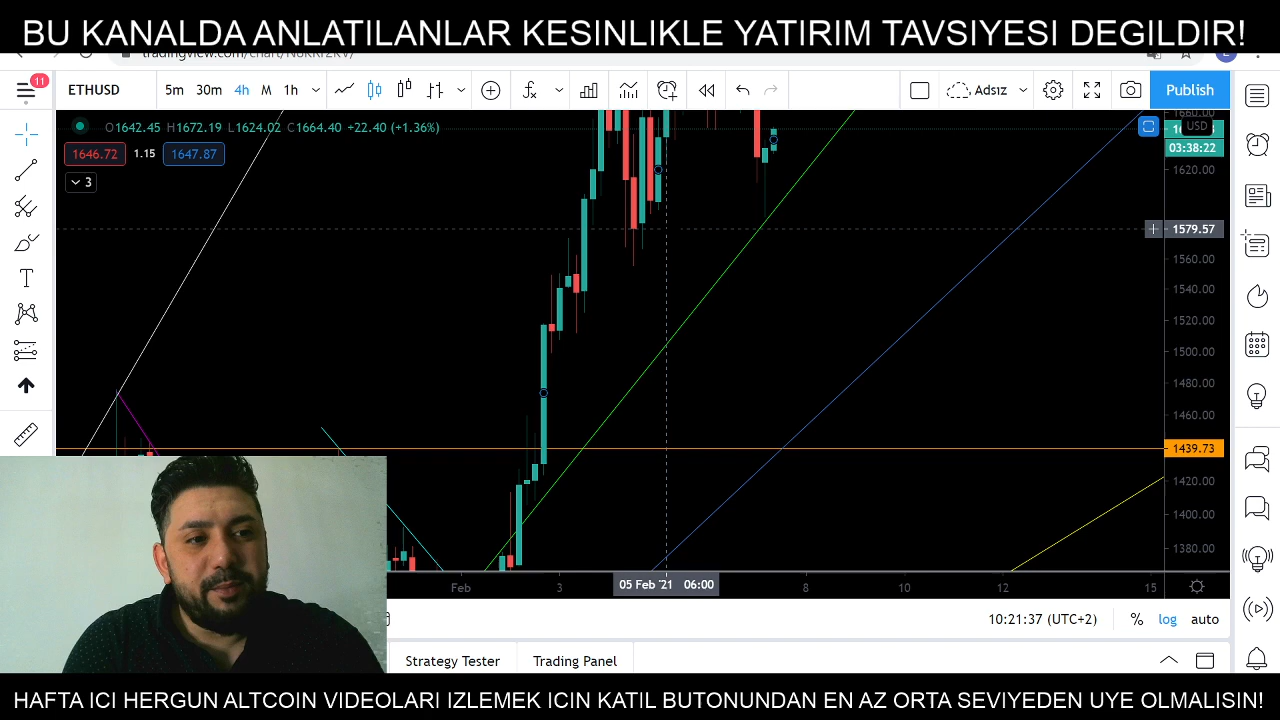 BU KANALDA ANLATILANLAR KESINLIKLE YATIRIM TAVSIYESI DEGILDIR!
11
ETHUSD 5m 30m 4h M 1h Adsız Publish
O1642.45 H1672.19 L1624.02 C1664.40 +22.40 (+1.36%)
1646.72 1.15 1647.87
3
USD
03:38:22
1620.00
1579.57
1560.00
1540.00
1520.00
1500.00
1480.00
1460.00
1439.73
1420.00
1400.00
1380.00
Feb 3 05 Feb '21 06:00 8 10 12 15
10:21:37 (UTC+2) % log auto
Strategy Tester Trading Panel
HAFTA ICI HERGUN ALTCOIN VIDEOLARI IZLEMEK ICIN KATIL BUTONUNDAN EN AZ ORTA SEVIYEDEN UYE OLMALISIN!